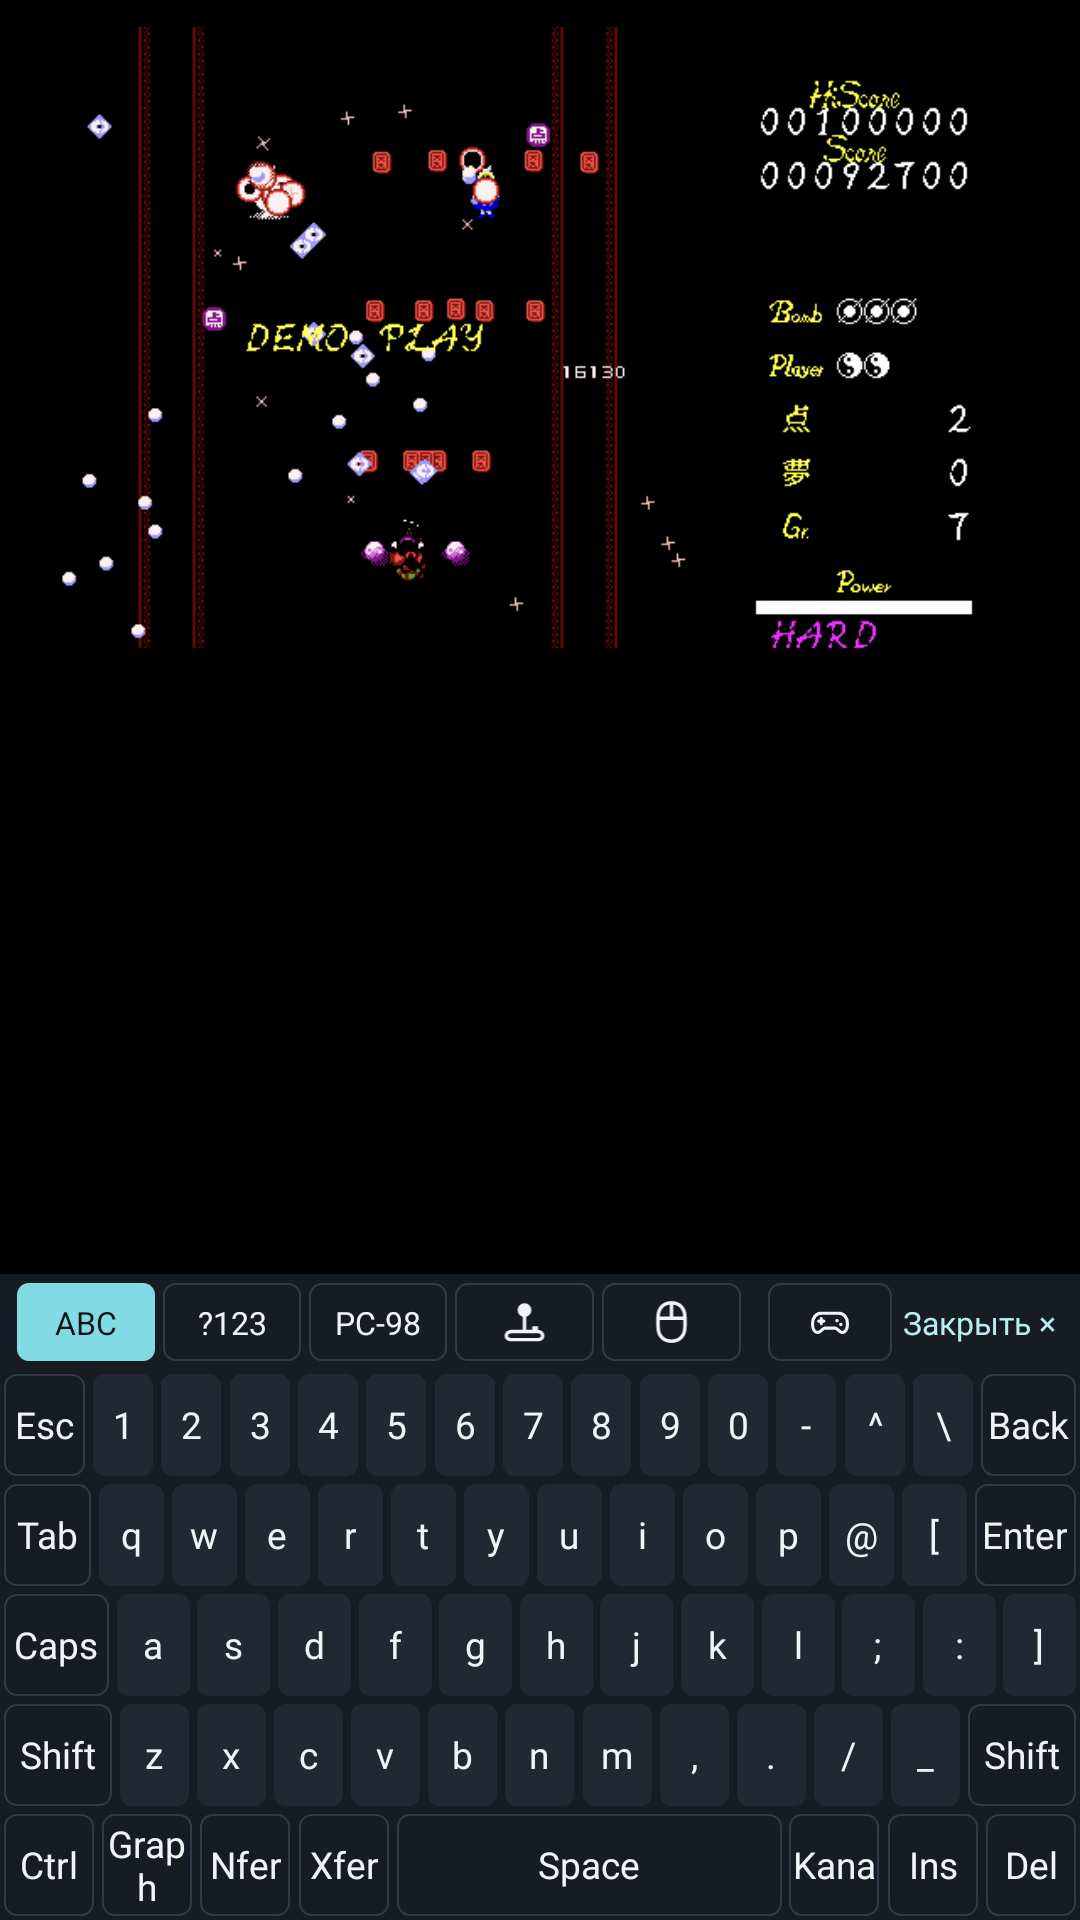 HiScore
00100000
Score
00092700
Bomb
Player
DEMO PLAY
16130
点 2
夢 0
Gr. 7
Power
HARD
ABC ?123 PC-98 Закрыть ×
Esc 1 2 3 4 5 6 7 8 9 0 - ^ \ Back
Tab q w e r t y u i o p @ [ Enter
Caps a s d f g h j k l ; : ]
Shift z x c v b n m , . / _ Shift
Ctrl Graph Nfer Xfer Space Kana Ins Del